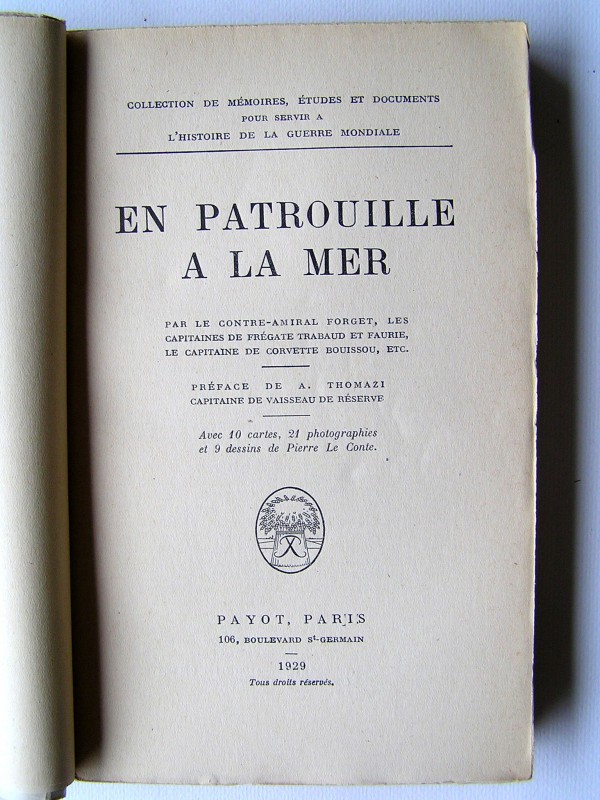 COLLECTION DE MÉMOIRES, ÉTUDES ET DOCUMENTS
POUR SERVIR A
L'HISTOIRE DE LA GUERRE MONDIALE
EN PATROUILLE
A LA MER
PAR LE CONTRE-AMIRAL FORGET, LES
CAPITAINES DE FRÉGATE TRABAUD ET FAURIE,
LE CAPITAINE DE CORVETTE BOUISSOU, ETC.
PRÉFACE DE A. THOMAZI
CAPITAINE DE VAISSEAU DE RÉSERVE
Avec 10 cartes, 21 photographies
et 9 dessins de Pierre Le Conte.
PAYOT, PARIS
106, BOULEVARD St-GERMAIN
1929
Tous droits réservés.